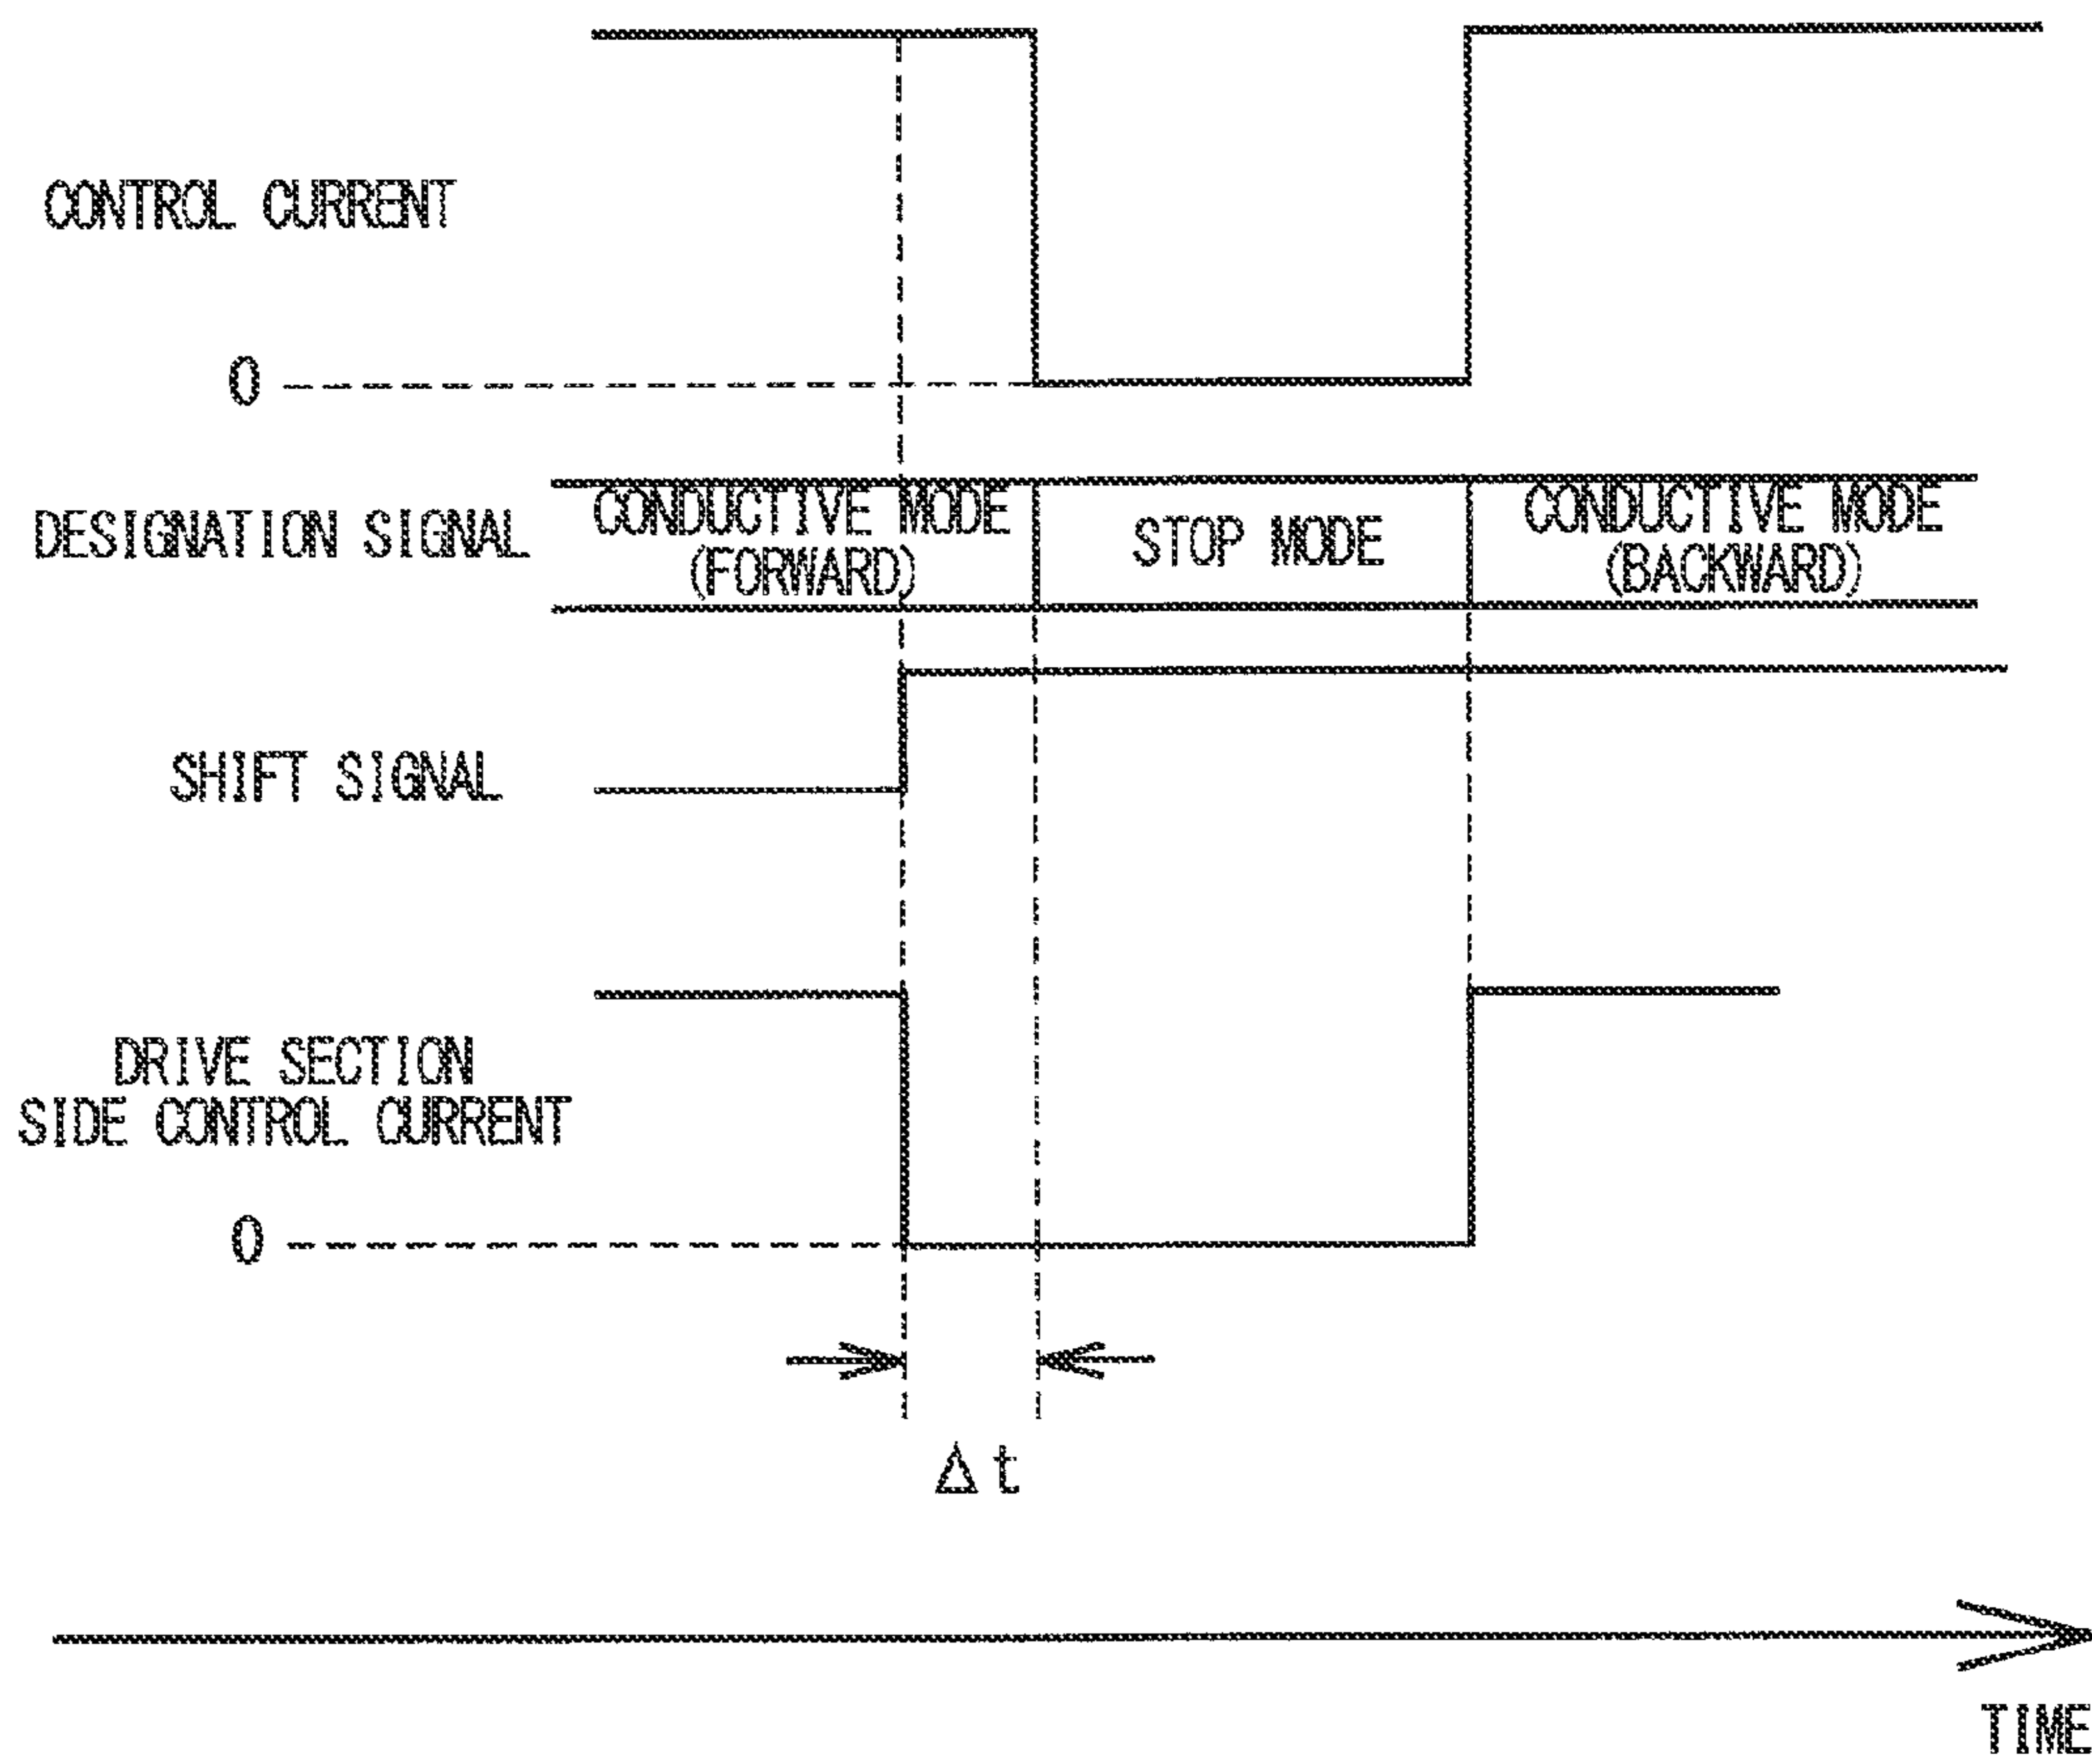 CONTROL CURRENT
0
DESIGNATION SIGNAL
CONDUCTIVE MODE
(FORWARD)
STOP MODE
CONDUCTIVE MODE
(BACKWARD)
SHIFT SIGNAL
DRIVE SECTION
SIDE CONTROL CURRENT
0
Δt
TIME